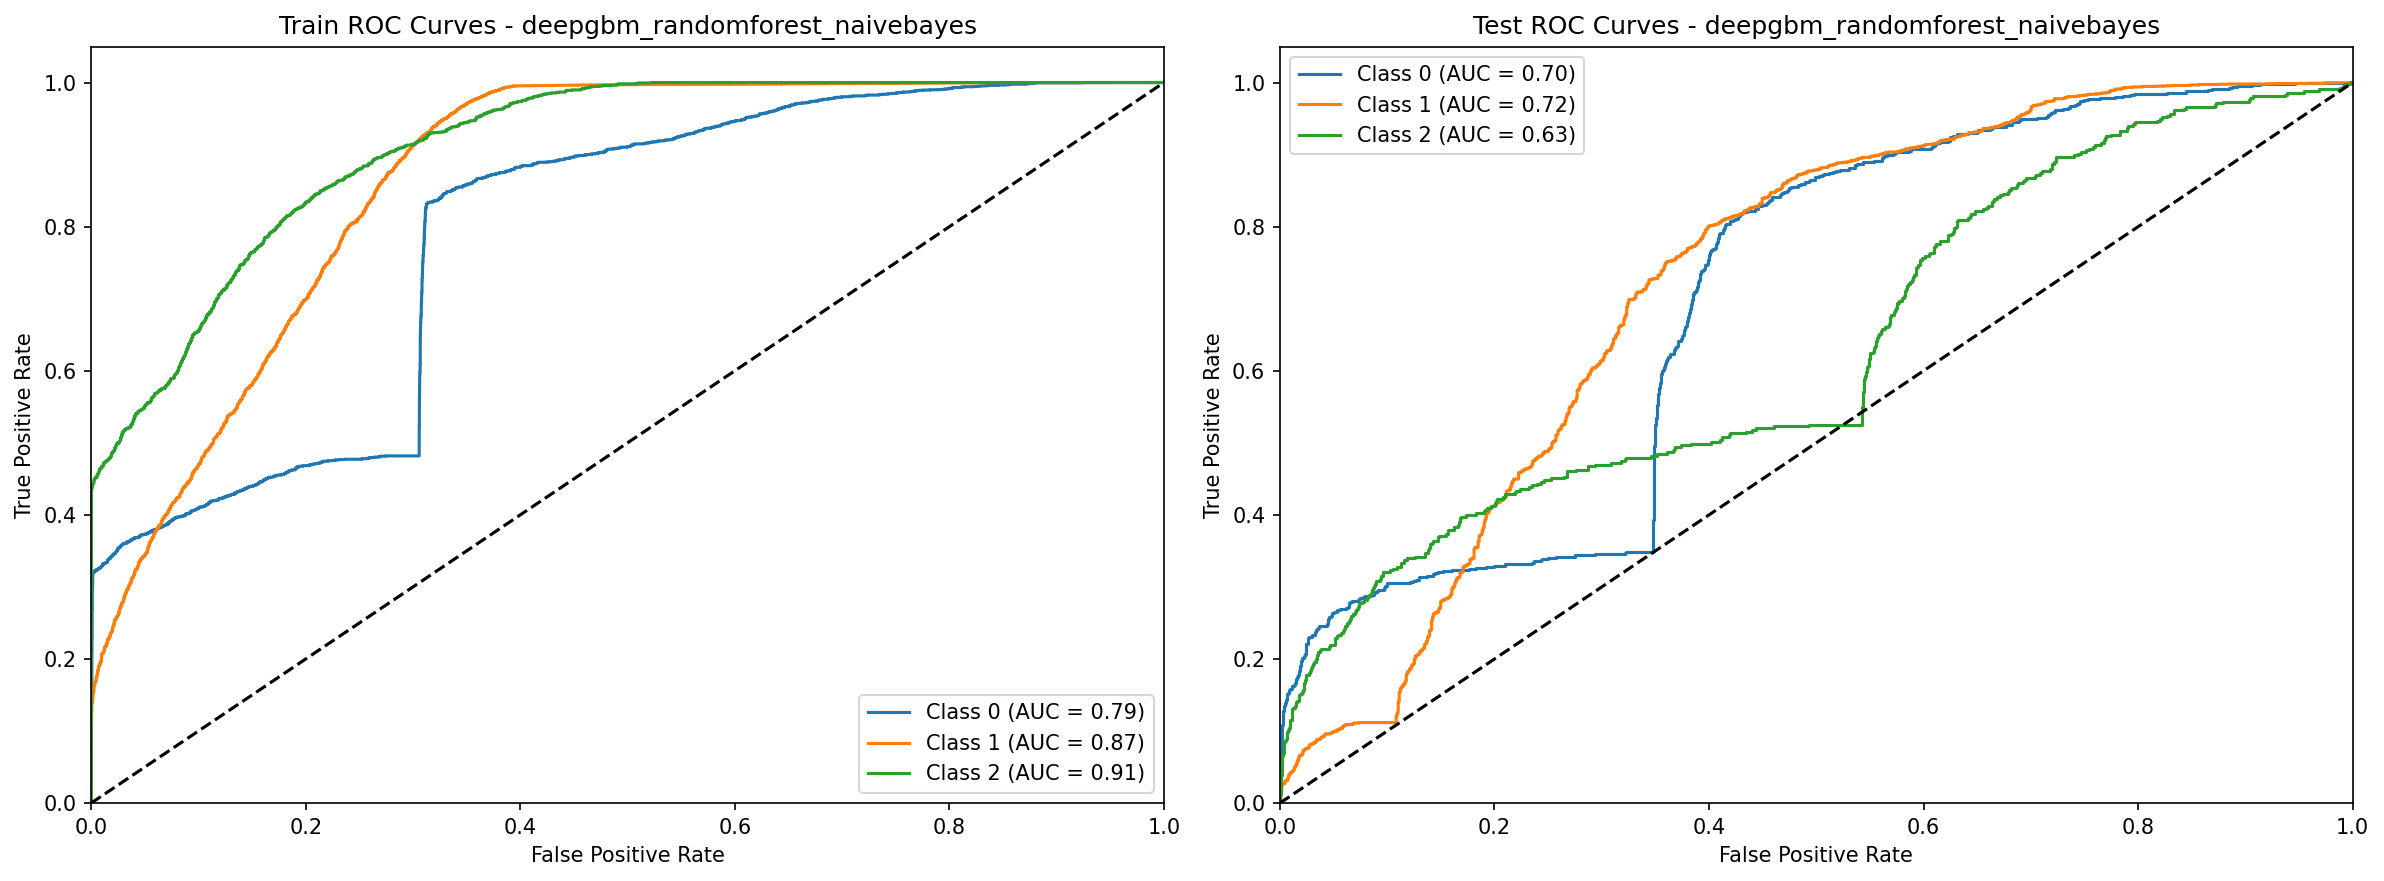 Train ROC Curves - deepgbm_randomforest_naivebayes
True Positive Rate
1.0
0.8
0.6
0.4
0.2
0.0
0.0 0.2 0.4 0.6 0.8 1.0
False Positive Rate
Class 0 (AUC = 0.79)
Class 1 (AUC = 0.87)
Class 2 (AUC = 0.91)
Test ROC Curves - deepgbm_randomforest_naivebayes
Class 0 (AUC = 0.70)
Class 1 (AUC = 0.72)
Class 2 (AUC = 0.63)
True Positive Rate
1.0
0.8
0.6
0.4
0.2
0.0
0.0 0.2 0.4 0.6 0.8 1.0
False Positive Rate